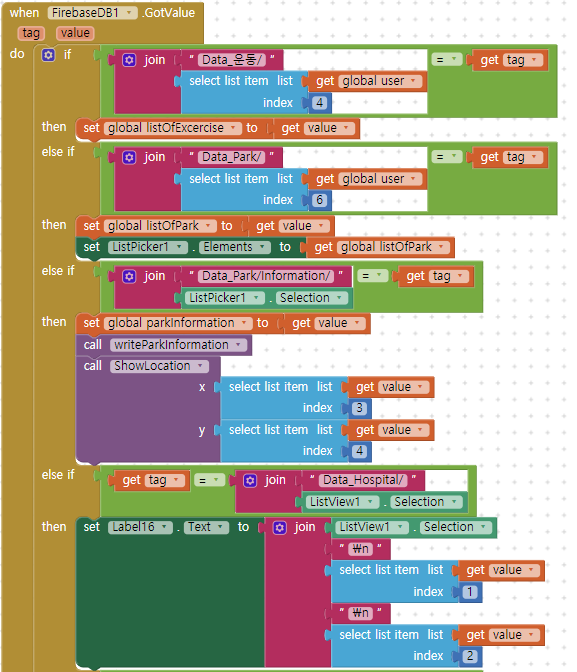 when FirebaseDB1 .GotValue
tag value
do if join " Data_운동/ " = get tag
select list item list get global user
index 4
then set global listOfExcercise to get value
else if join " Data_Park/ " = get tag
select list item list get global user
index 6
then set global listOfPark to get value
set ListPicker1 . Elements to get global listOfPark
else if join " Data_Park/Information/ " = get tag
ListPicker1 . Selection
then set global parkInformation to get value
call writeParkInformation
call ShowLocation
x select list item list get value
index 3
y select list item list get value
index 4
else if get tag = join " Data_Hospital/ "
ListView1 . Selection
then set Label16 . Text to join ListView1 . Selection
" ₩n "
select list item list get value
index 1
" ₩n "
select list item list get value
index 2